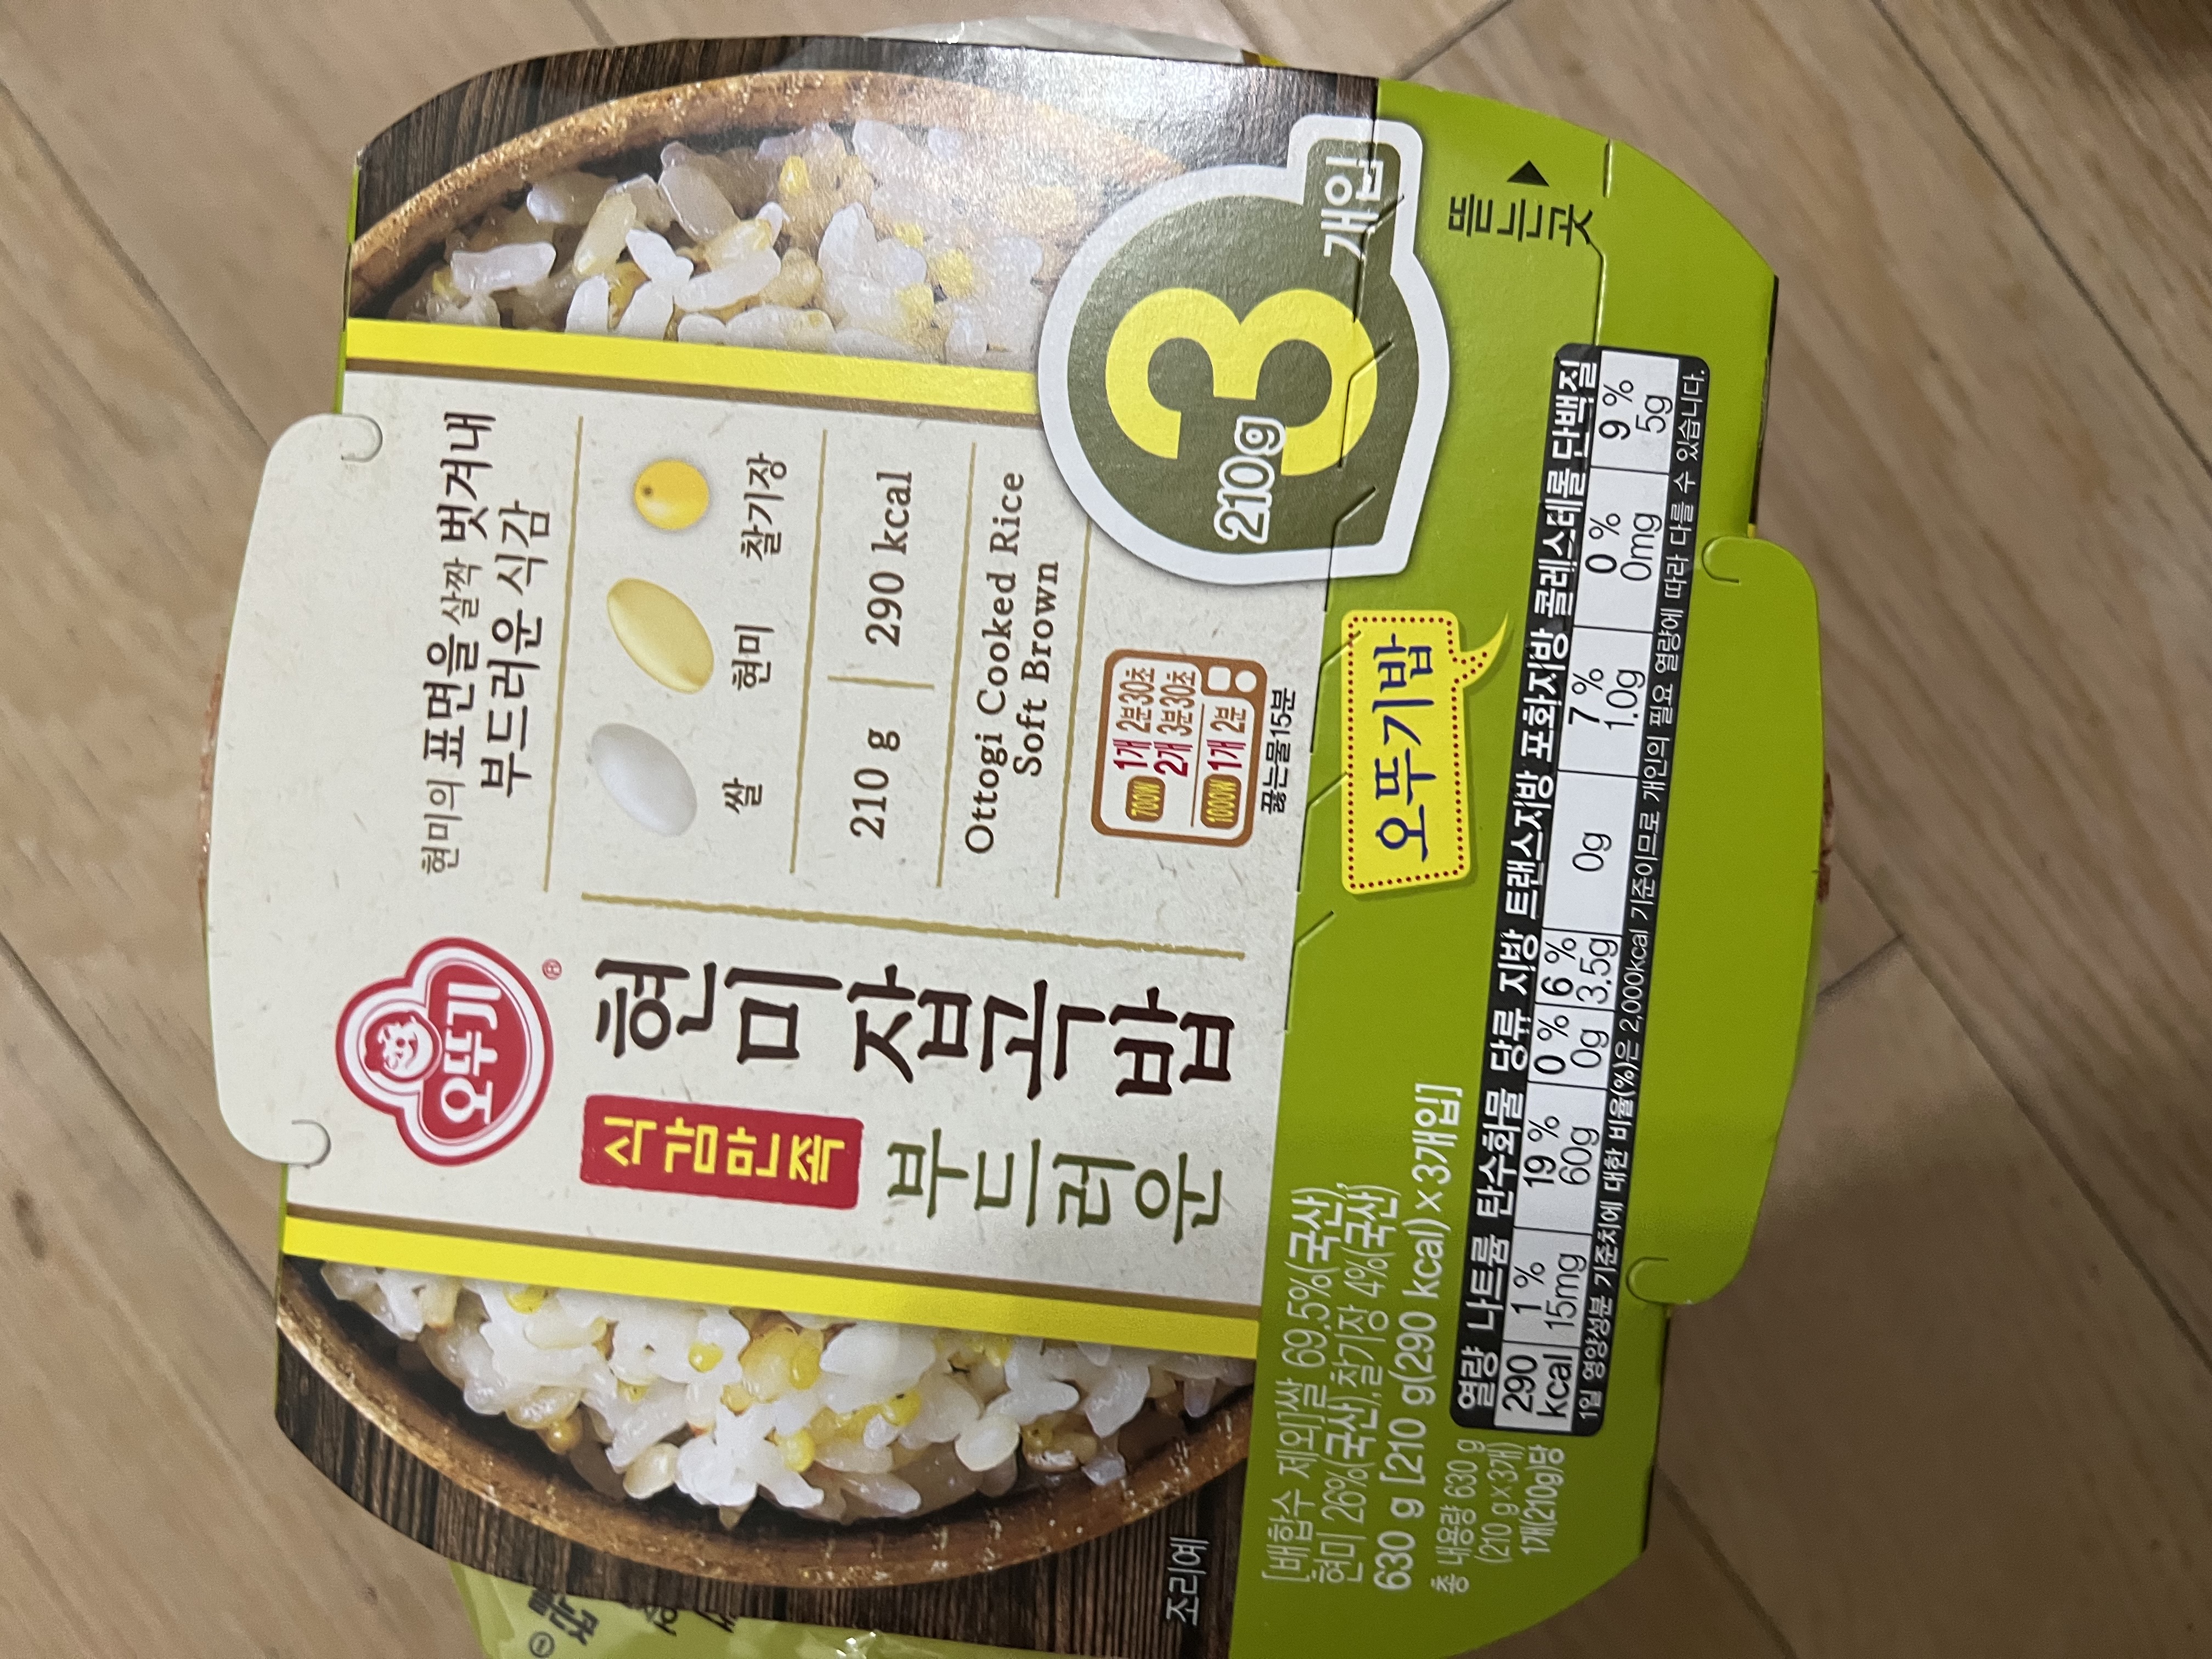 오뚜기
®
현미의 표면을 살짝 벗겨내
부드러운 식감
식감만족
부드러운
현미
잡곡밥
쌀 현미 찰기장
210 g 290 kcal
Ottogi Cooked Rice
Soft Brown
700W 1개 2분30초
2개 3분30초
1000W 1개 2분
끓는물15분
3개입
210g
조리예
오뚜기밥
뜯는곳
[배합수 제외]쌀 69.5%(국산),
현미 26%(국산),찰기장 4%(국산)
630 g [210 g(290 kcal)×3개입]
총 내용량 630 g
(210 g×3개)
1개(210g)당
열량 나트륨 탄수화물 당류 지방 트랜스지방 포화지방 콜레스테롤 단백질
290 1 % 19 % 0 % 6 % 0g 7 % 0 % 9 %
kcal 15mg 60g 0g 3.5g 1.0g 0mg 5g
1일 영양성분 기준치에 대한 비율(%)은 2,000kcal 기준이므로 개인의 필요 열량에 따라 다를 수 있습니다.